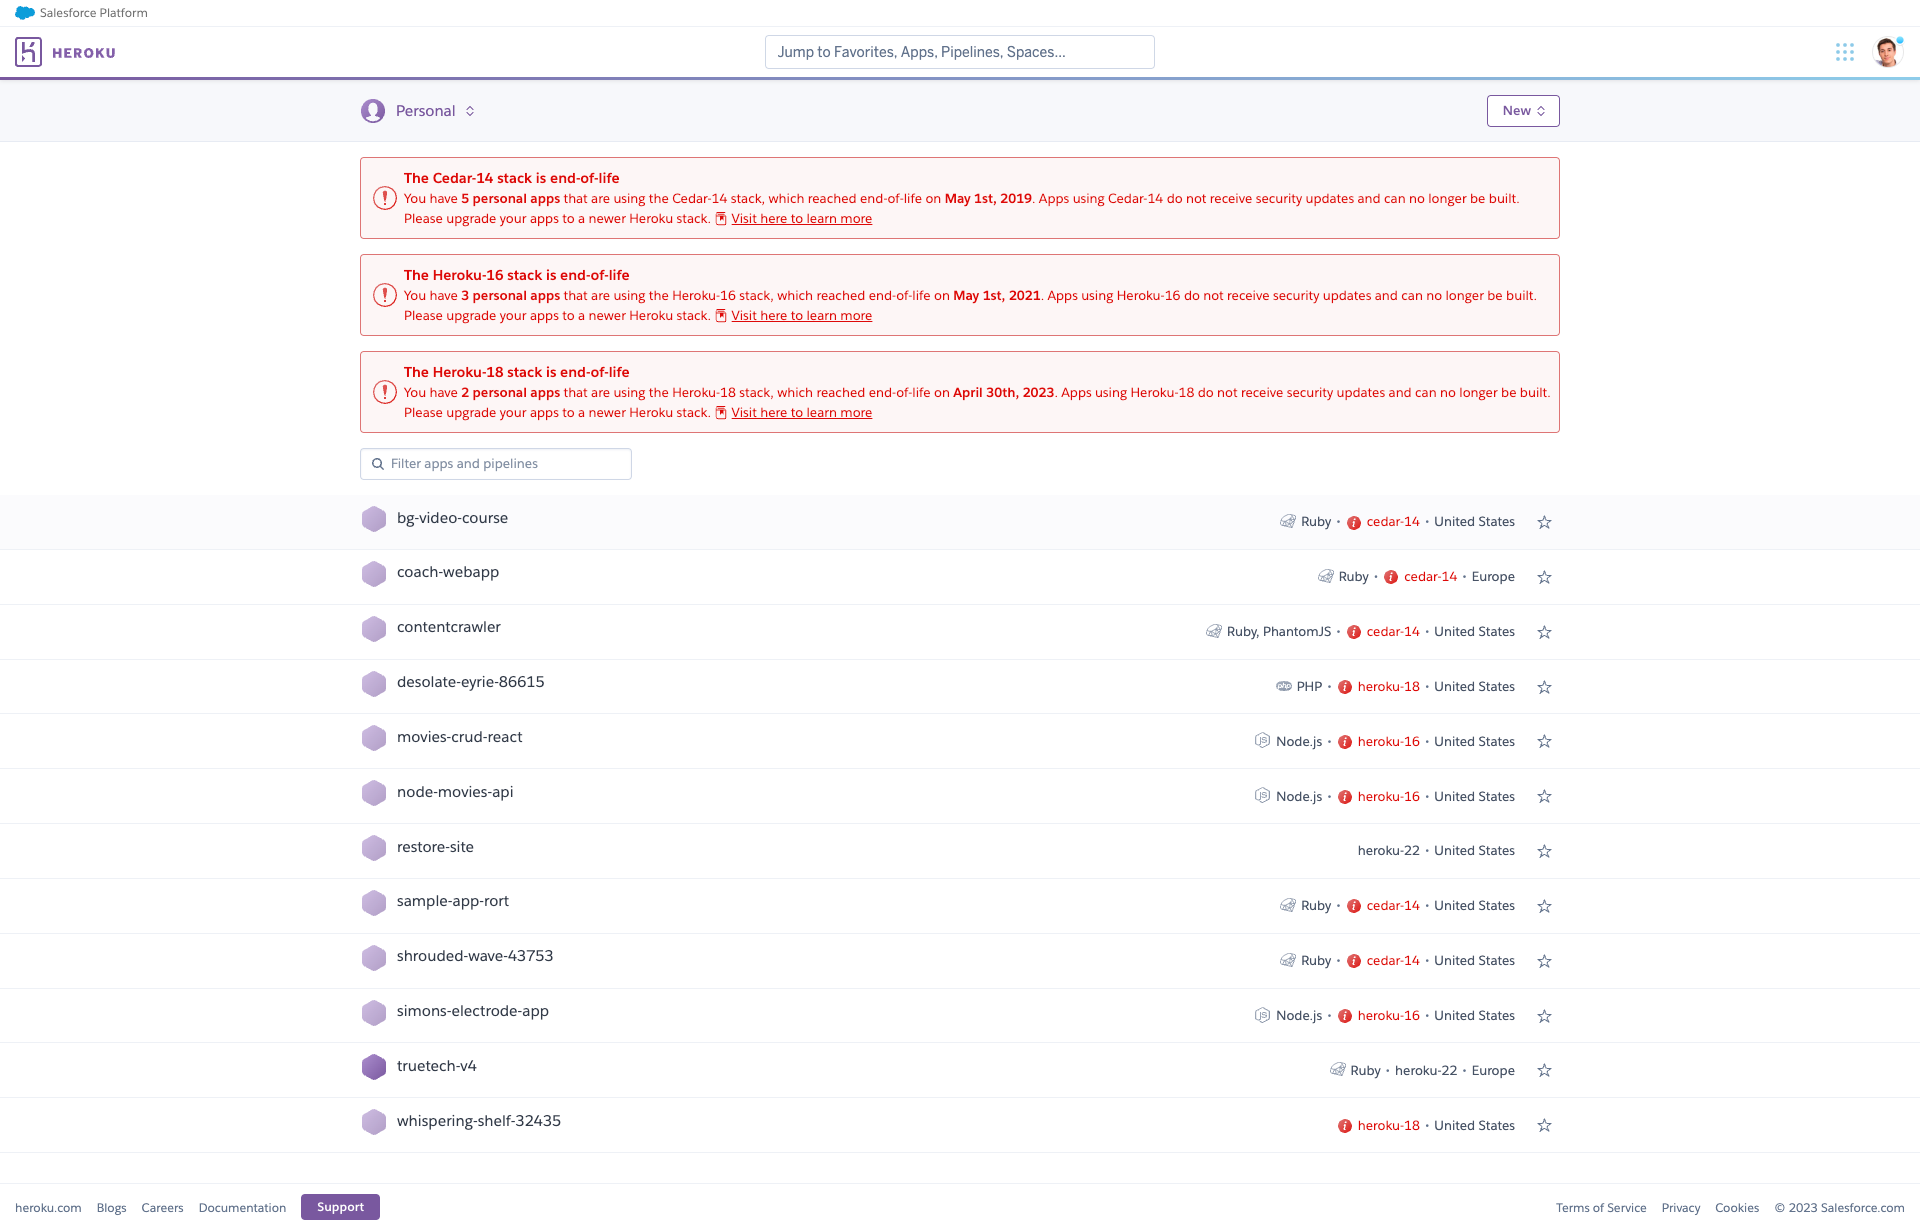 Salesforce Platform
HEROKU
Jump to Favorites, Apps, Pipelines, Spaces...
Personal
New
The Cedar-14 stack is end-of-life
You have 5 personal apps that are using the Cedar-14 stack, which reached end-of-life on May 1st, 2019. Apps using Cedar-14 do not receive security updates and can no longer be built.
Please upgrade your apps to a newer Heroku stack. Visit here to learn more
The Heroku-16 stack is end-of-life
You have 3 personal apps that are using the Heroku-16 stack, which reached end-of-life on May 1st, 2021. Apps using Heroku-16 do not receive security updates and can no longer be built.
Please upgrade your apps to a newer Heroku stack. Visit here to learn more
The Heroku-18 stack is end-of-life
You have 2 personal apps that are using the Heroku-18 stack, which reached end-of-life on April 30th, 2023. Apps using Heroku-18 do not receive security updates and can no longer be built.
Please upgrade your apps to a newer Heroku stack. Visit here to learn more
Filter apps and pipelines
bg-video-course Ruby · cedar-14 · United States
coach-webapp Ruby · cedar-14 · Europe
contentcrawler Ruby, PhantomJS · cedar-14 · United States
desolate-eyrie-86615 PHP · heroku-18 · United States
movies-crud-react Node.js · heroku-16 · United States
node-movies-api Node.js · heroku-16 · United States
restore-site heroku-22 · United States
sample-app-rort Ruby · cedar-14 · United States
shrouded-wave-43753 Ruby · cedar-14 · United States
simons-electrode-app Node.js · heroku-16 · United States
truetech-v4 Ruby · heroku-22 · Europe
whispering-shelf-32435 heroku-18 · United States
heroku.com Blogs Careers Documentation Support Terms of Service Privacy Cookies © 2023 Salesforce.com